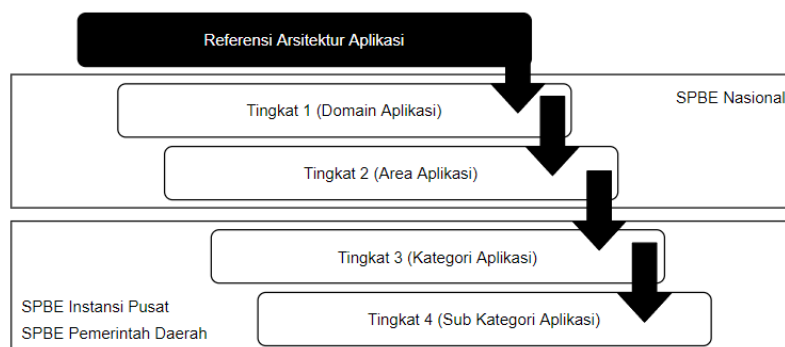 Referensi Arsitektur Aplikasi
Tingkat 1 (Domain Aplikasi)
SPBE Nasional
Tingkat 2 (Area Aplikasi)
Tingkat 3 (Kategori Aplikasi)
SPBE Instansi Pusat
Tingkat 4 (Sub Kategori Aplikasi)
SPBE Pemerintah Daerah